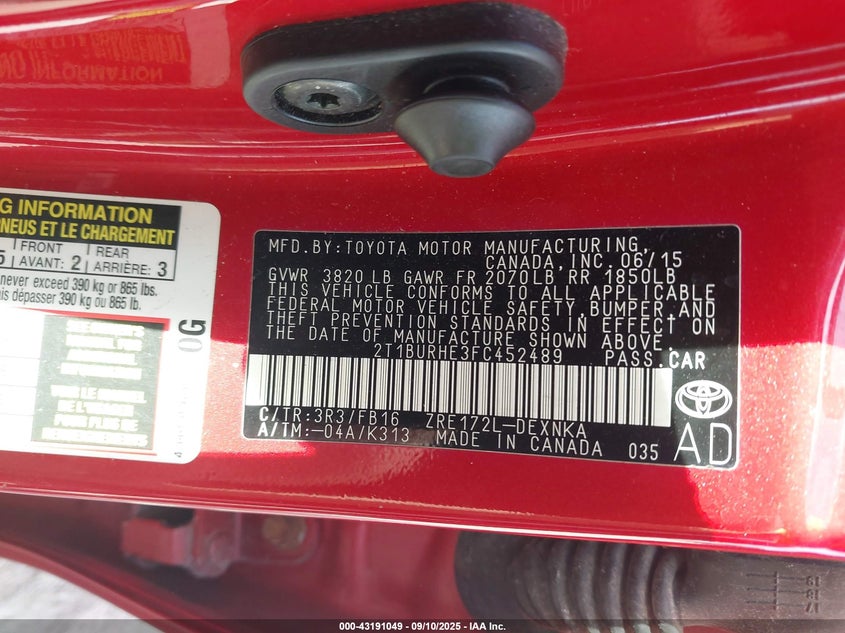 G INFORMATION
PNEUS ET LE CHARGEMENT
5 FRONT REAR
AVANT: 2 ARRIÈRE: 3
never exceed 390 kg or 865 lbs.
dépasser 390 kg ou 865 lb.
0G
MFD.BY:TOYOTA MOTOR MANUFACTURING,
CANADA,INC. 06/15
GVWR 3820LB GAWR FR 2070LB,RR 1850LB
THIS VEHICLE CONFORMS TO ALL APPLICABLE
FEDERAL MOTOR VEHICLE SAFETY,BUMPER,AND
THEFT PREVENTION STANDARDS IN EFFECT ON
THE DATE OF MANUFACTURE SHOWN ABOVE.
2T1BURHE3FC452489 PASS.CAR
C/TR:3R3/FB16 ZRE172L-DEXNKA
A/TM:-04A/K313 MADE IN CANADA 035
AD
000-43191049 - 09/10/2025 - IAA Inc.